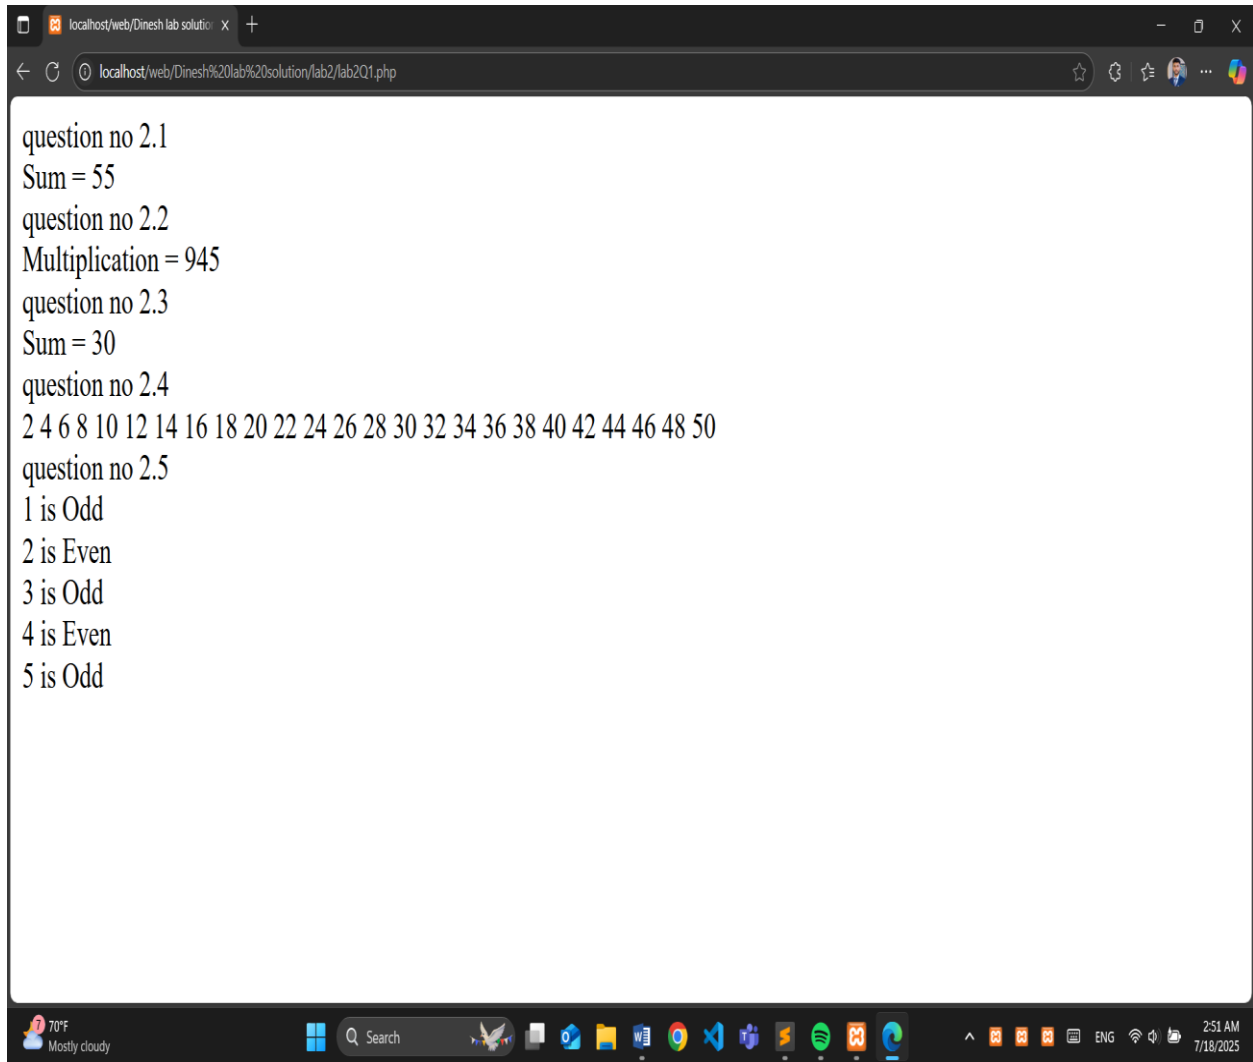 localhost/web/Dinesh lab solution
localhost/web/Dinesh%20lab%20solution/lab2/lab2Q1.php
question no 2.1
Sum = 55
question no 2.2
Multiplication = 945
question no 2.3
Sum = 30
question no 2.4
2 4 6 8 10 12 14 16 18 20 22 24 26 28 30 32 34 36 38 40 42 44 46 48 50
question no 2.5
1 is Odd
2 is Even
3 is Odd
4 is Even
5 is Odd
7
70°F
Mostly cloudy
Search
ENG
2:51 AM
7/18/2025